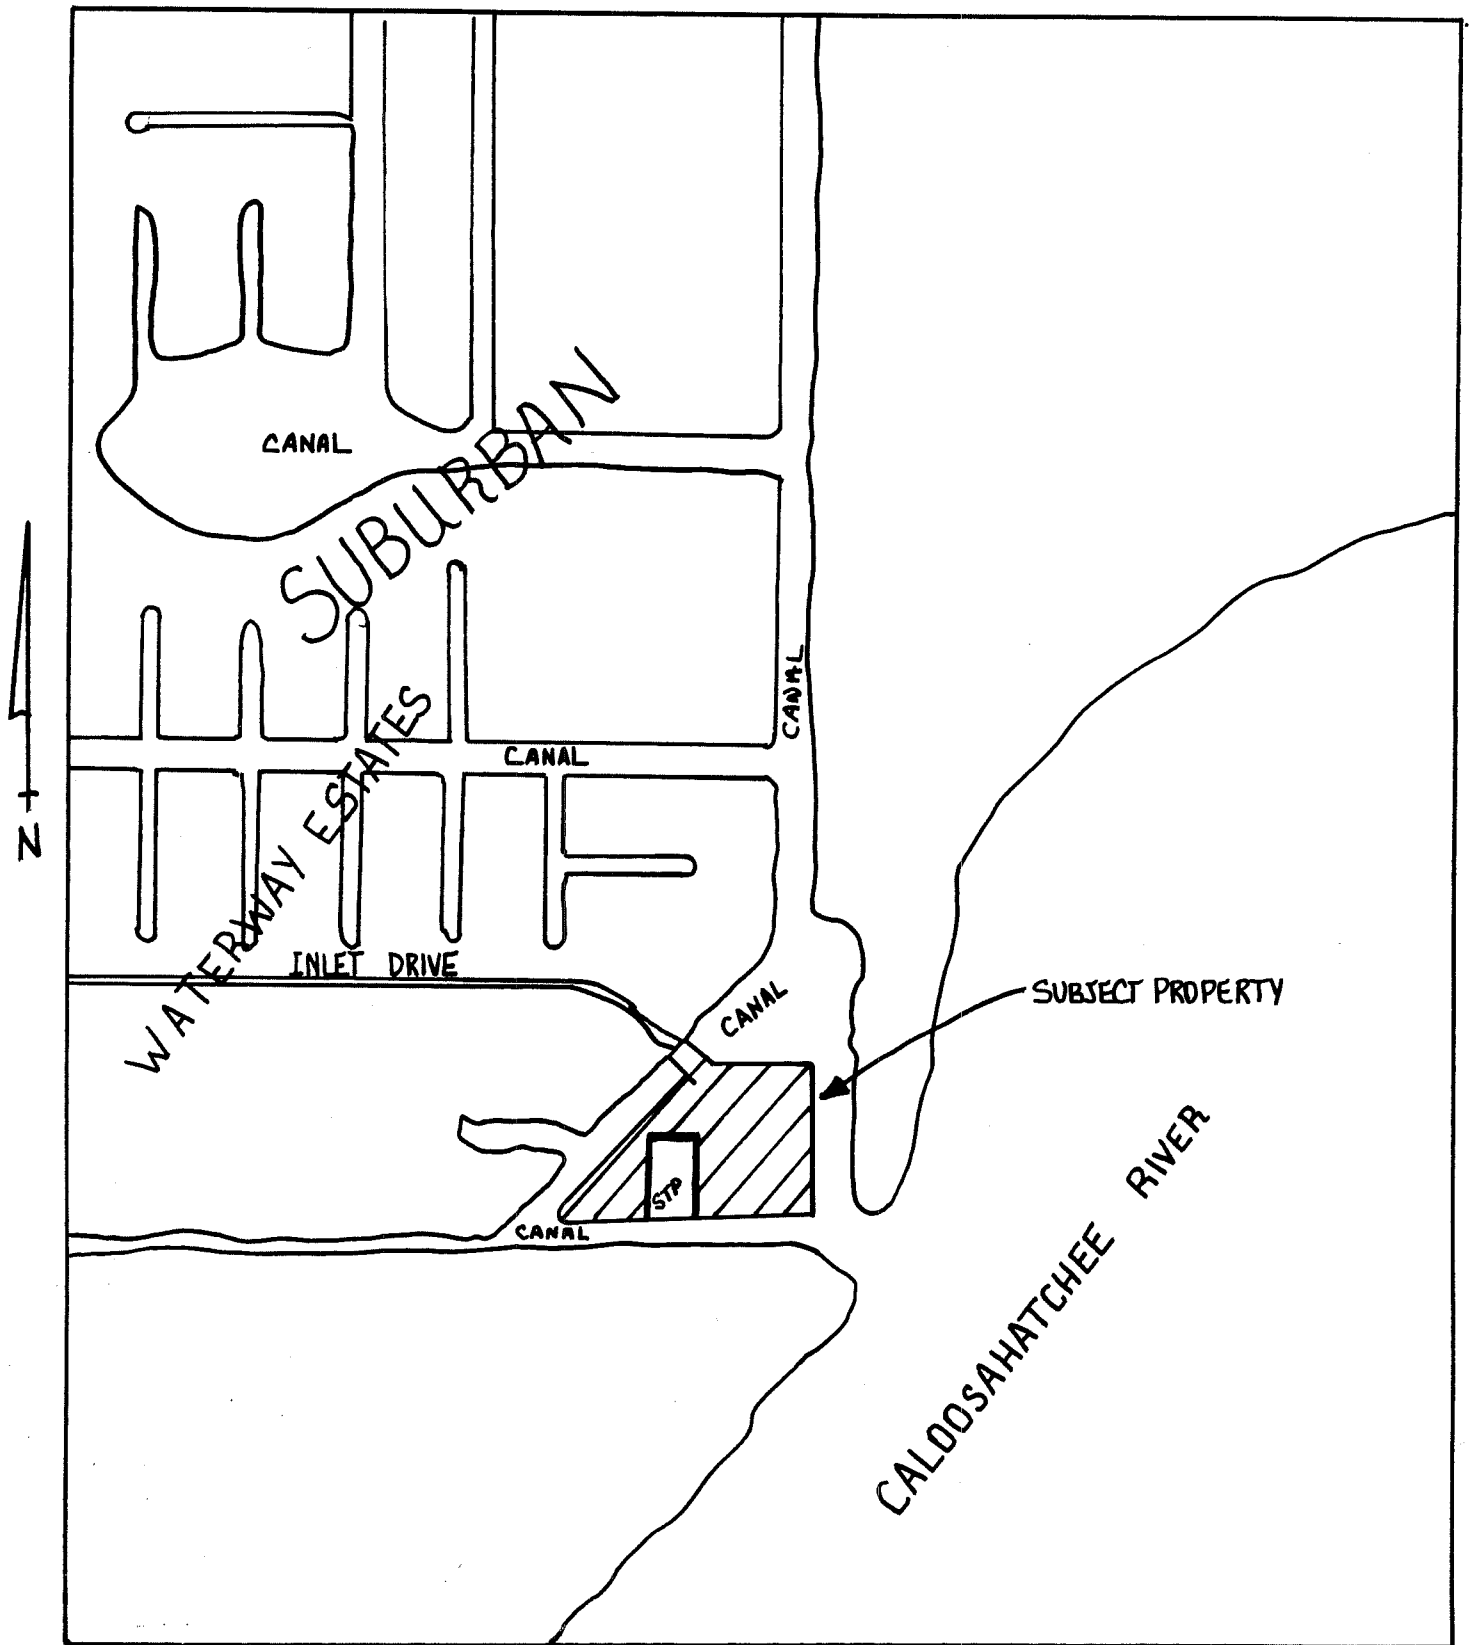 CANAL
SUBURBAN
CANAL
CANAL
WATERWAY ESTATES
N
INLET DRIVE
CANAL
SUBJECT PROPERTY
STP
CANAL
CALOOSAHATCHEE RIVER